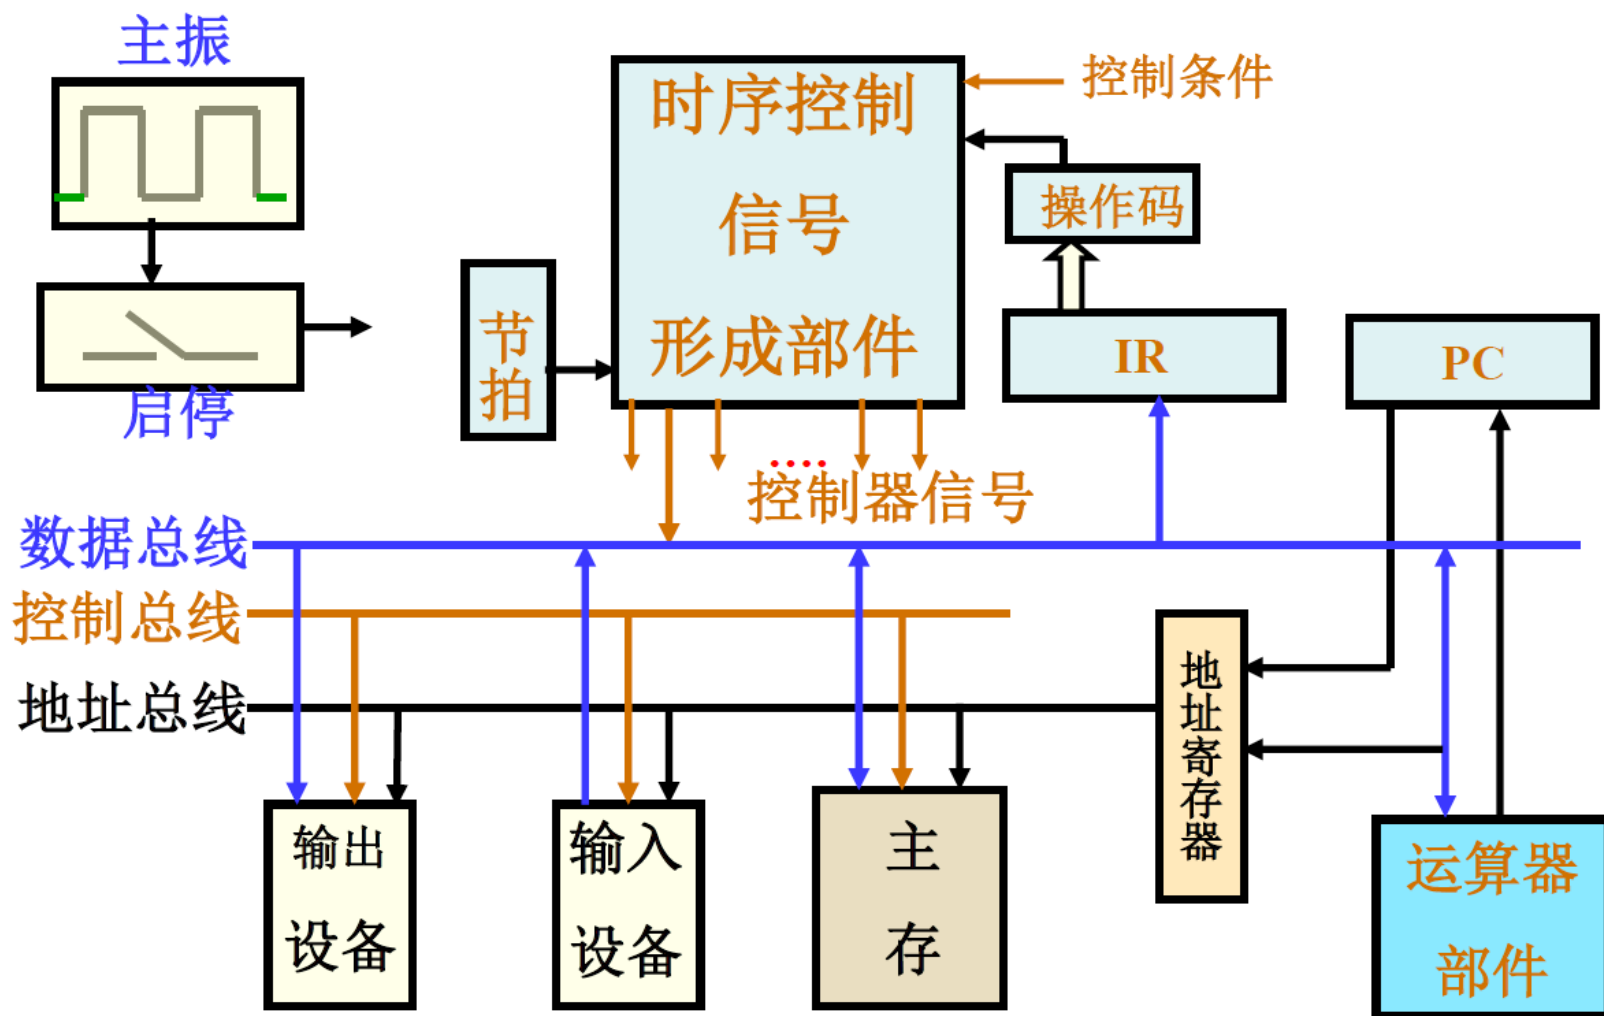 主振
时序控制
信号
形成部件
控制条件
操作码
节
拍
IR
PC
启停
....
控制器信号
数据总线
控制总线
地址总线
地
址
寄
存
器
输出
设备
输入
设备
主
存
运算器
部件